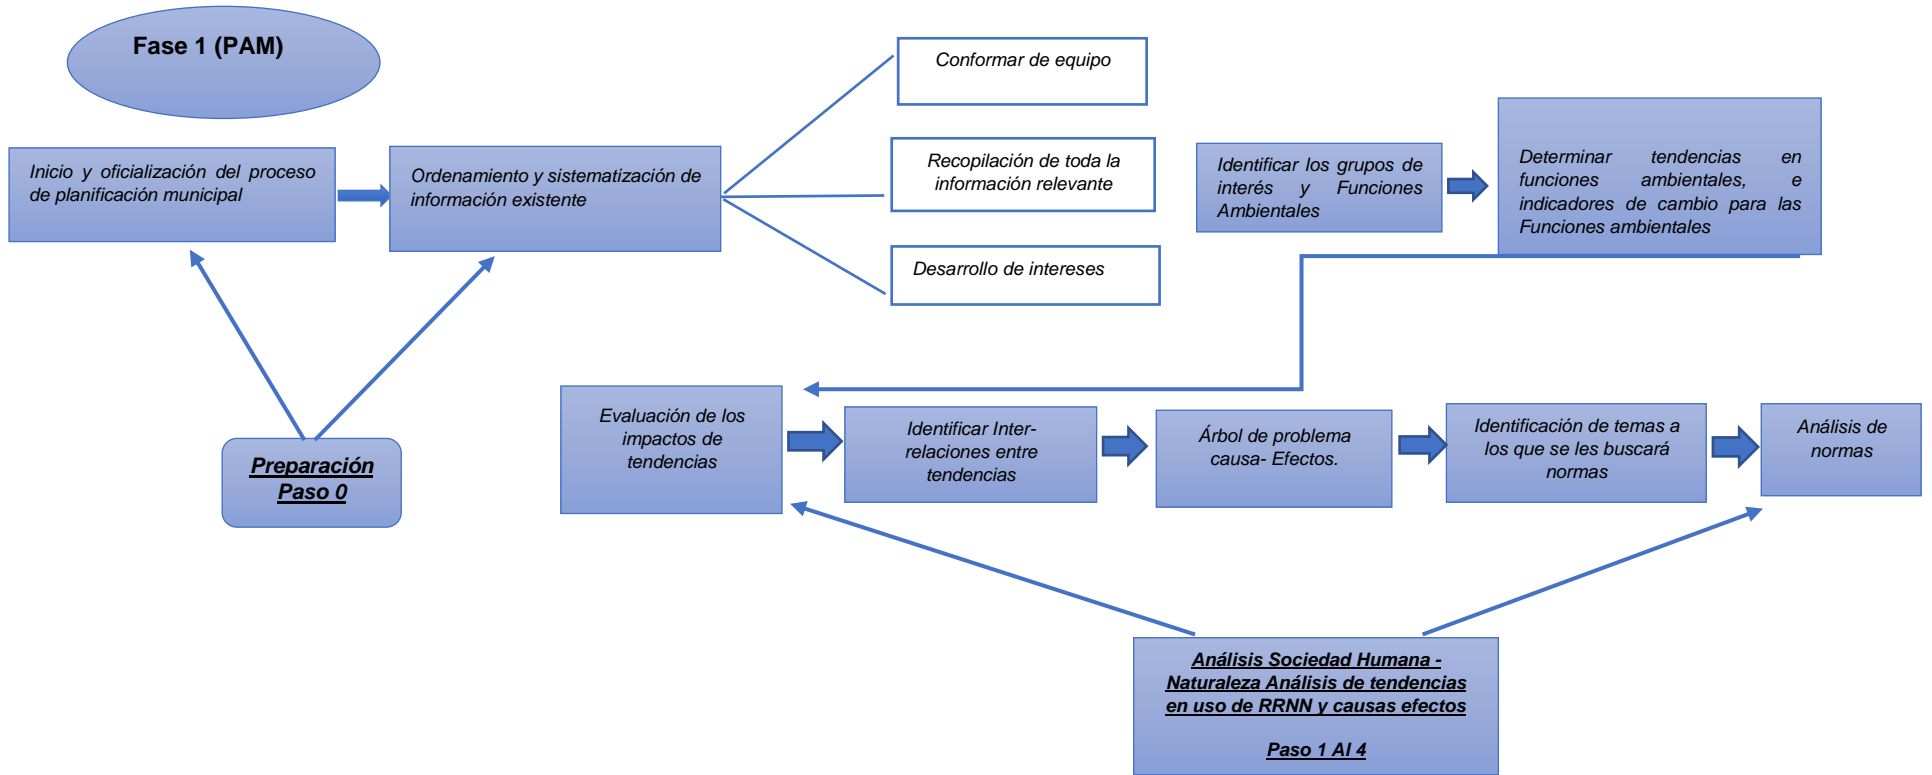 Fase 1 (PAM)
Inicio y oficialización del proceso
de planificación municipal
Ordenamiento y sistematización de
información existente
Conformar de equipo
Recopilación de toda la
información relevante
Desarrollo de intereses
Identificar los grupos de
interés y Funciones
Ambientales
Determinar tendencias en
funciones ambientales, e
indicadores de cambio para las
Funciones ambientales
Preparación
Paso 0
Evaluación de los
impactos de
tendencias
Identificar Inter-
relaciones entre
tendencias
Árbol de problema
causa- Efectos.
Identificación de temas a
los que se les buscará
normas
Análisis de
normas
Análisis Sociedad Humana -
Naturaleza Análisis de tendencias
en uso de RRNN y causas efectos
Paso 1 Al 4